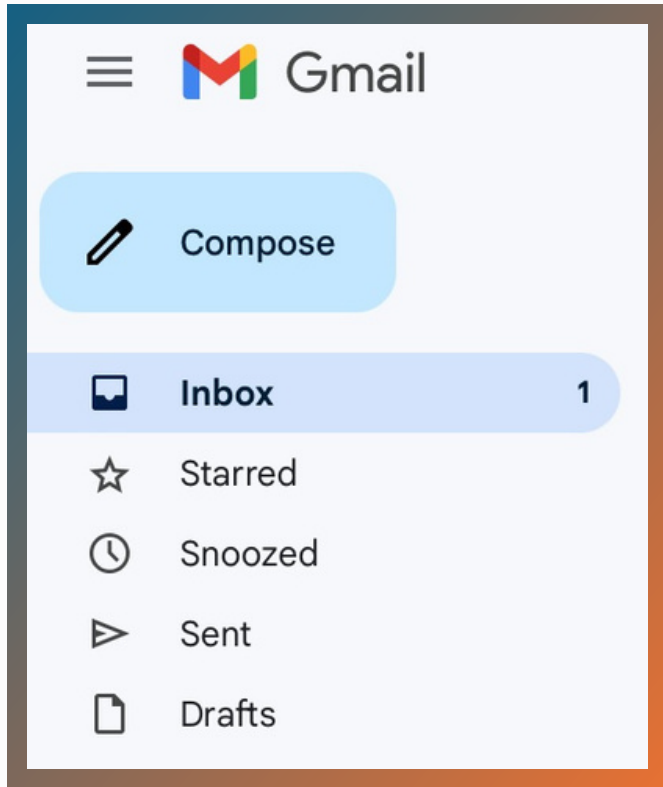 Gmail
Compose
Inbox 1
Starred
Snoozed
Sent
Drafts